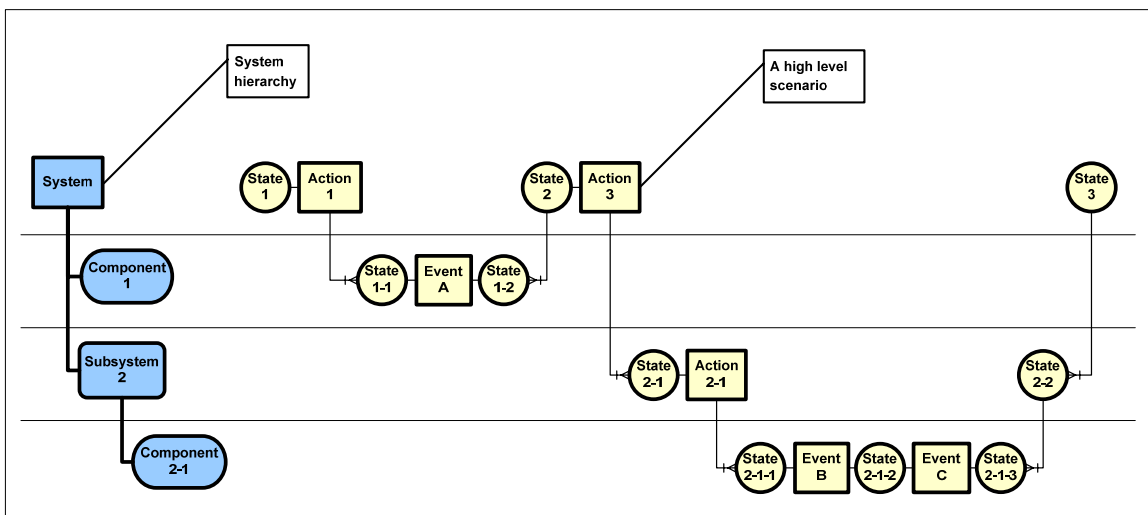 System
hierarchy
A high level
scenario
System
State
1
Action
1
State
2
Action
3
State
3
Component
1
State
1-1
Event
A
State
1-2
Subsystem
2
State
2-1
Action
2-1
State
2-2
Component
2-1
State
2-1-1
Event
B
State
2-1-2
Event
C
State
2-1-3